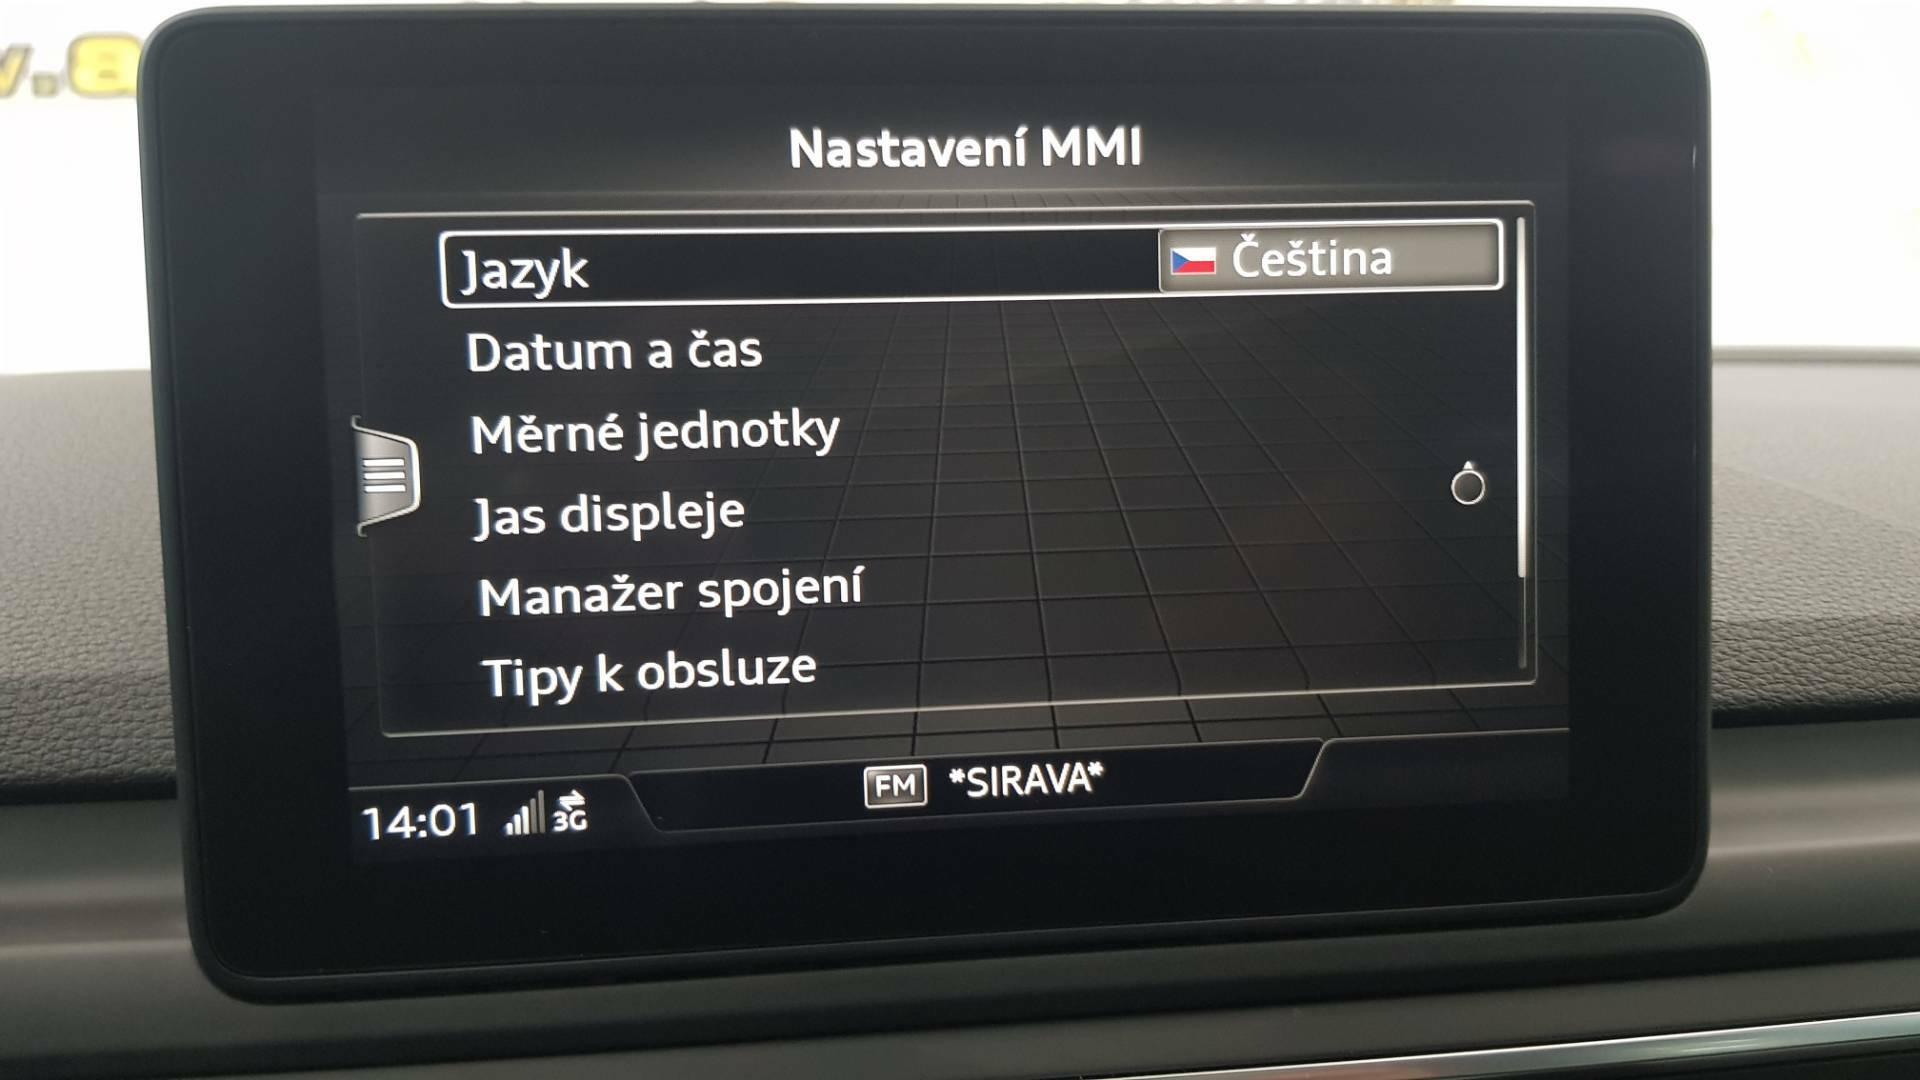 Nastavení MMI
Jazyk Čeština
Datum a čas
Měrné jednotky
Jas displeje
Manažer spojení
Tipy k obsluze
FM *SIRAVA*
14:01 3G